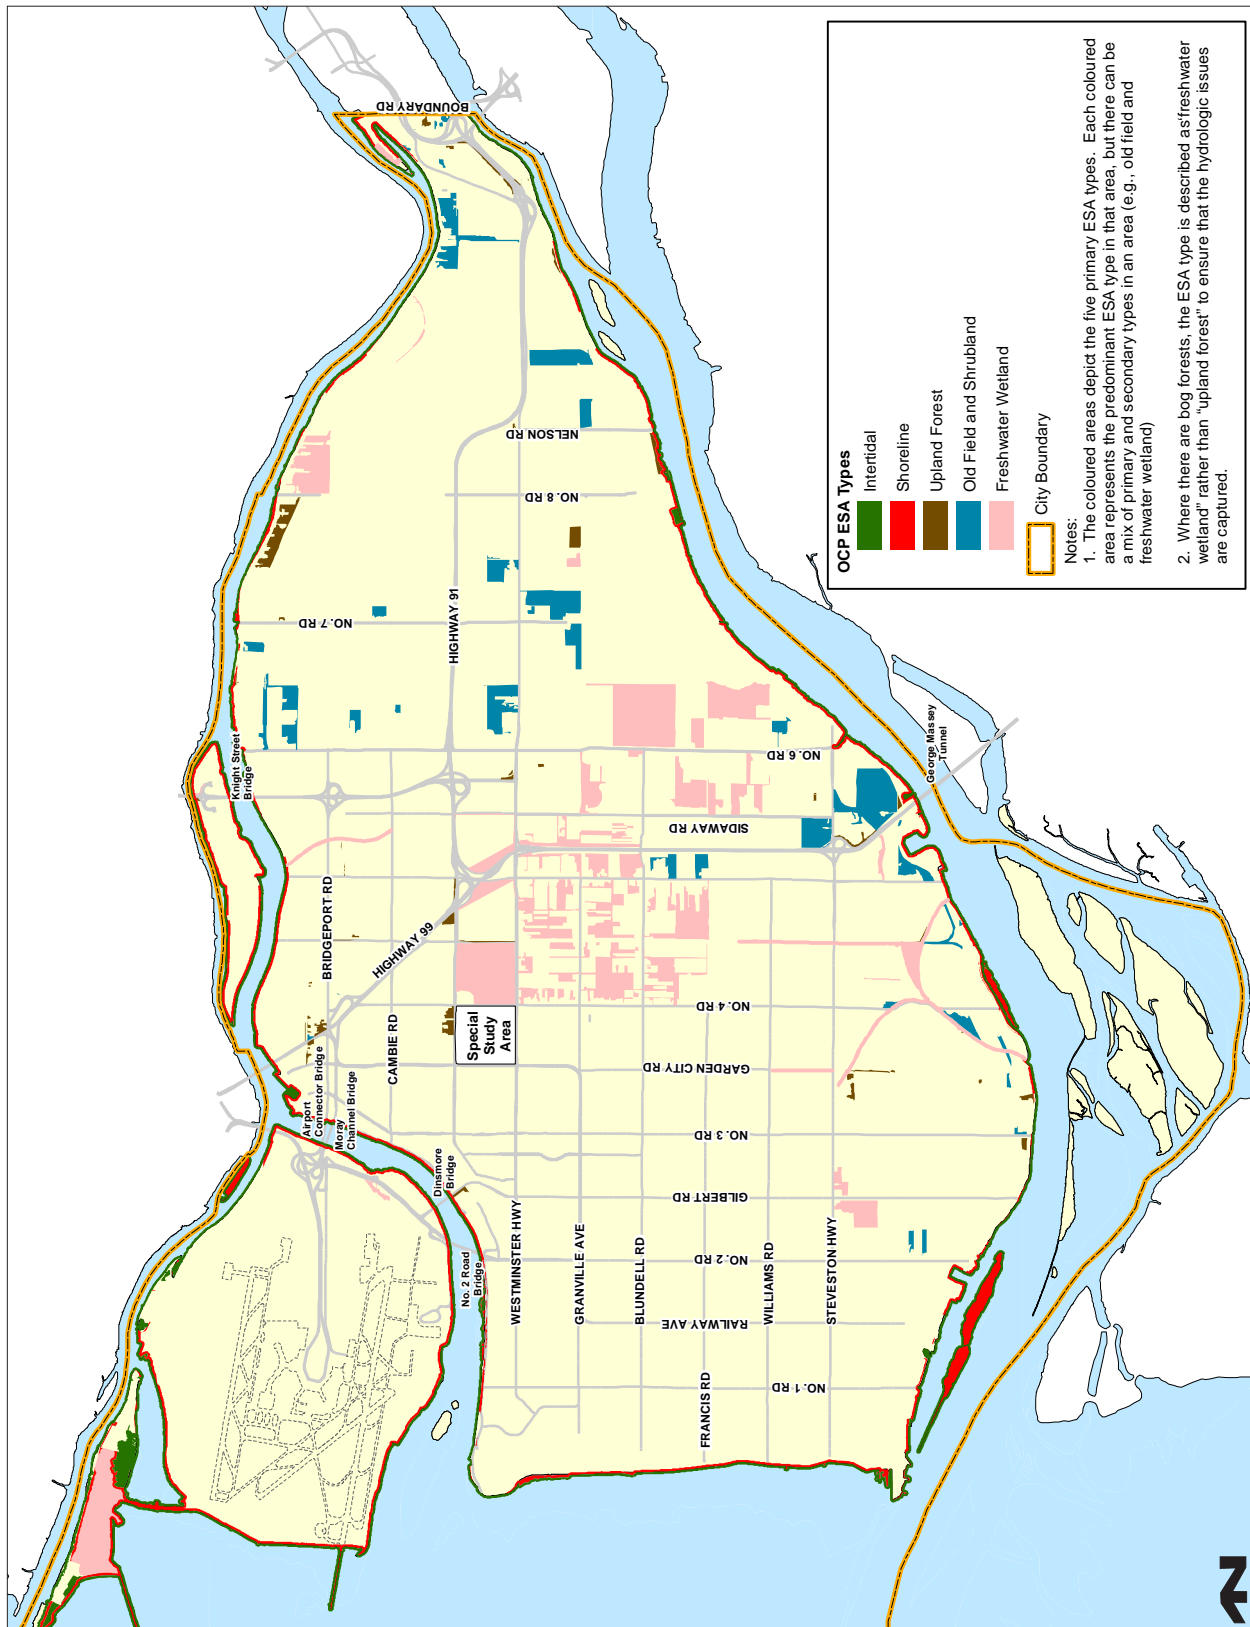 BOUNDARY RD
NELSON RD
NO. 8 RD
NO. 7 RD
HIGHWAY 91
Knight Street
Bridge
NO. 6 RD
George Massey
Tunnel
SIDAWAY RD
BRIDGEPORT RD
HIGHWAY 99
NO. 4 RD
Special
Study
Area
CAMBIE RD
Airport
Connector Bridge
Moray
Channel Bridge
GARDEN CITY RD
NO. 3 RD
Dinsmore
Bridge
GILBERT RD
No. 2 Road
Bridge
WESTMINSTER HWY
GRANVILLE AVE
BLUNDELL RD
NO. 2 RD
WILLIAMS RD
STEVESTON HWY
RAILWAY AVE
FRANCIS RD
NO. 1 RD
OCP ESA Types
Intertidal
Shoreline
Upland Forest
Old Field and Shrubland
Freshwater Wetland
City Boundary
Notes:
1. The coloured areas depict the five primary ESA types. Each coloured
area represents the predominant ESA type in that area, but there can be
a mix of primary and secondary types in an area (e.g., old field and
freshwater wetland)
2. Where there are bog forests, the ESA type is described as“freshwater
wetland” rather than “upland forest” to ensure that the hydrologic issues
are captured.
N